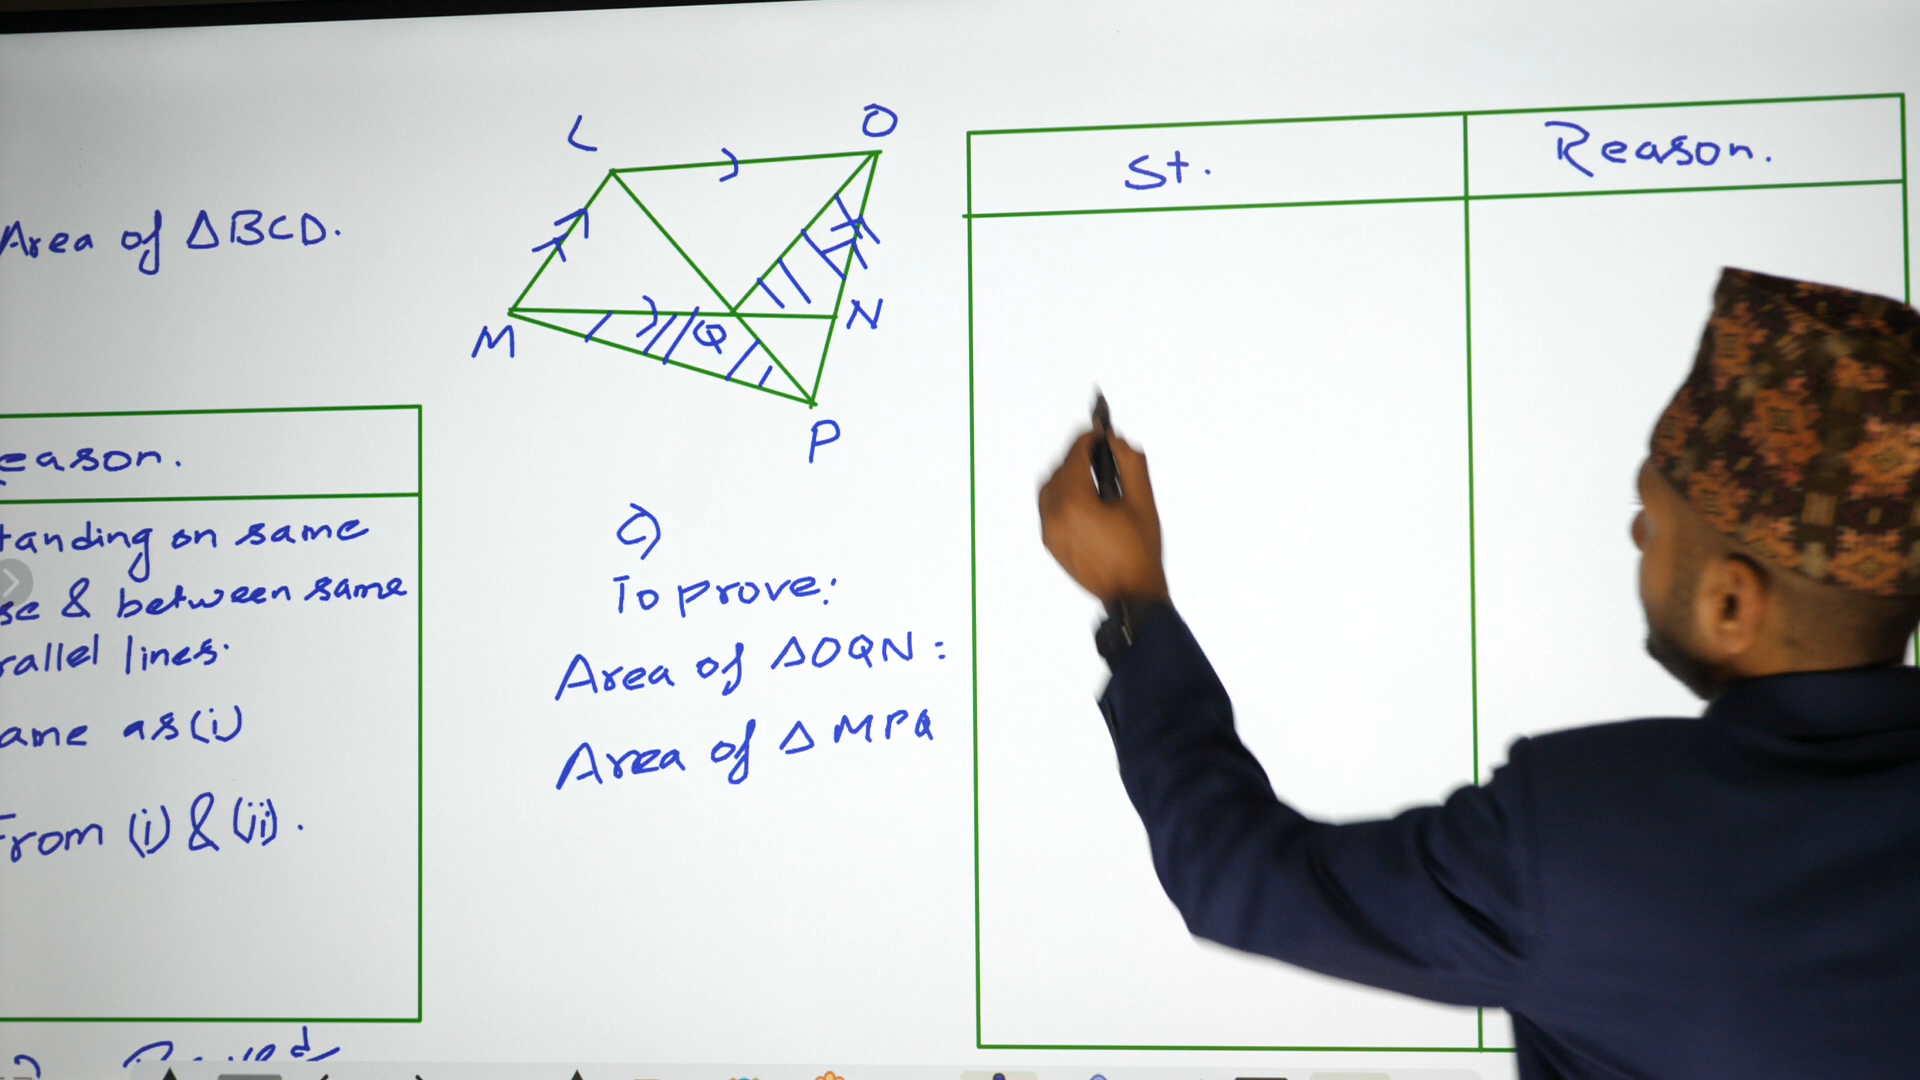 Area of ΔBCD.
eason.
tanding on same
se & between same
rallel lines.
ame as (i)
From (i) & (ii).
L
O
M
Q
N
P
c)
To prove:
Area of ΔOQN =
Area of ΔMPQ
St.
Reason.